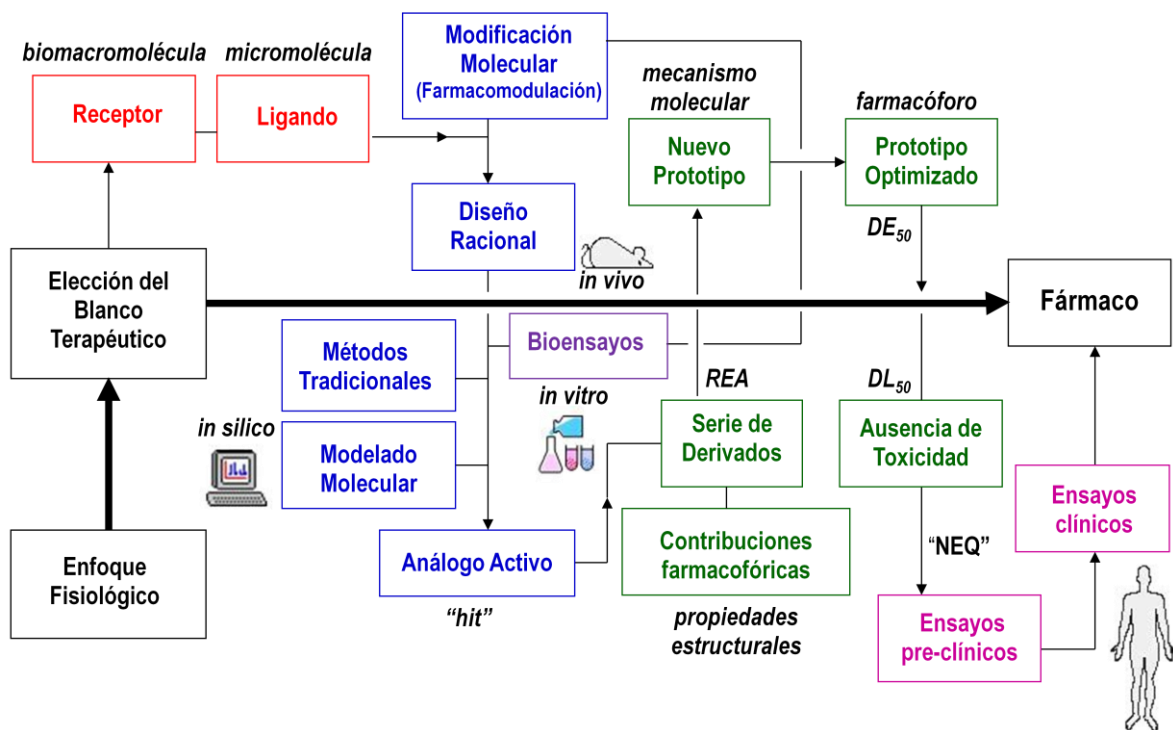 biomacromolécula
Receptor
micromolécula
Ligando
Modificación
Molecular
(Farmacomodulación)
mecanismo
molecular
Nuevo
Prototipo
farmacóforo
Prototipo
Optimizado
Diseño
Racional
in vivo
DE50
Elección del
Blanco
Terapéutico
Fármaco
Métodos
Tradicionales
Bioensayos
in vitro
REA
DL50
in silico
Modelado
Molecular
Serie de
Derivados
Ausencia de
Toxicidad
Ensayos
clínicos
Enfoque
Fisiológico
Análogo Activo
“hit”
Contribuciones
farmacofóricas
propiedades
estructurales
“NEQ”
Ensayos
pre-clínicos